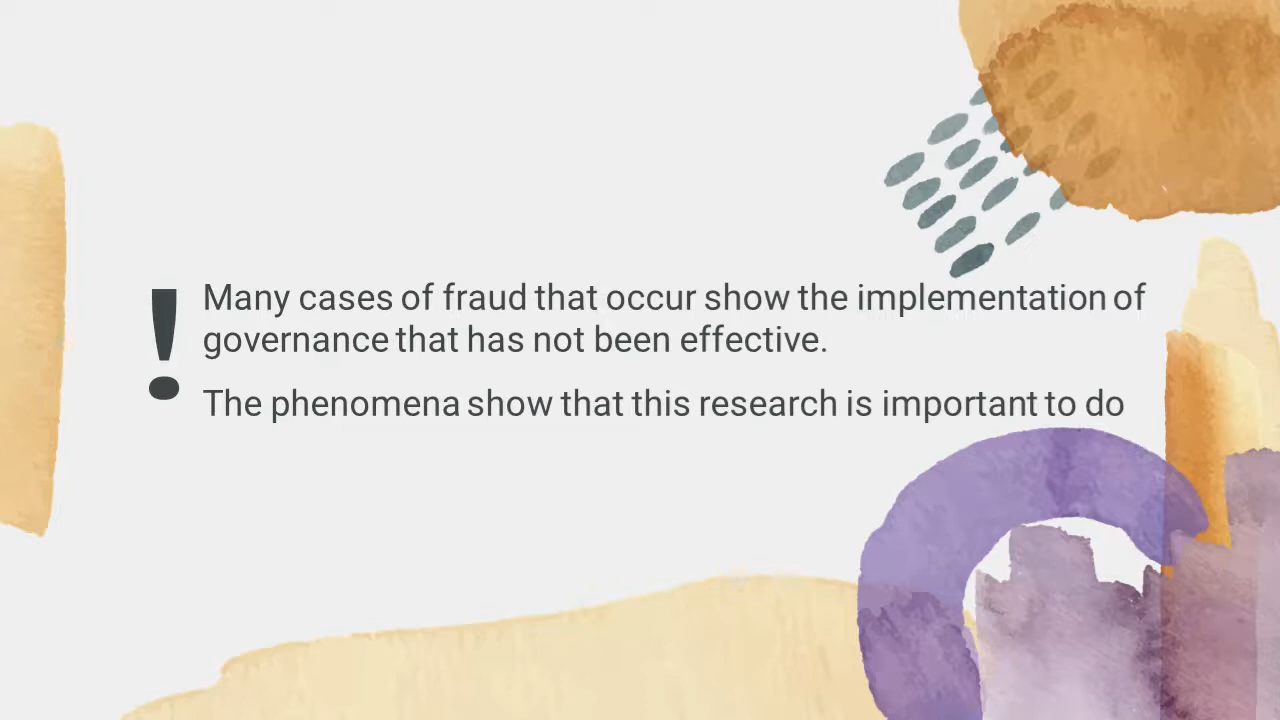 !
Many cases of fraud that occur show the implementation of
governance that has not been effective.
The phenomena show that this research is important to do